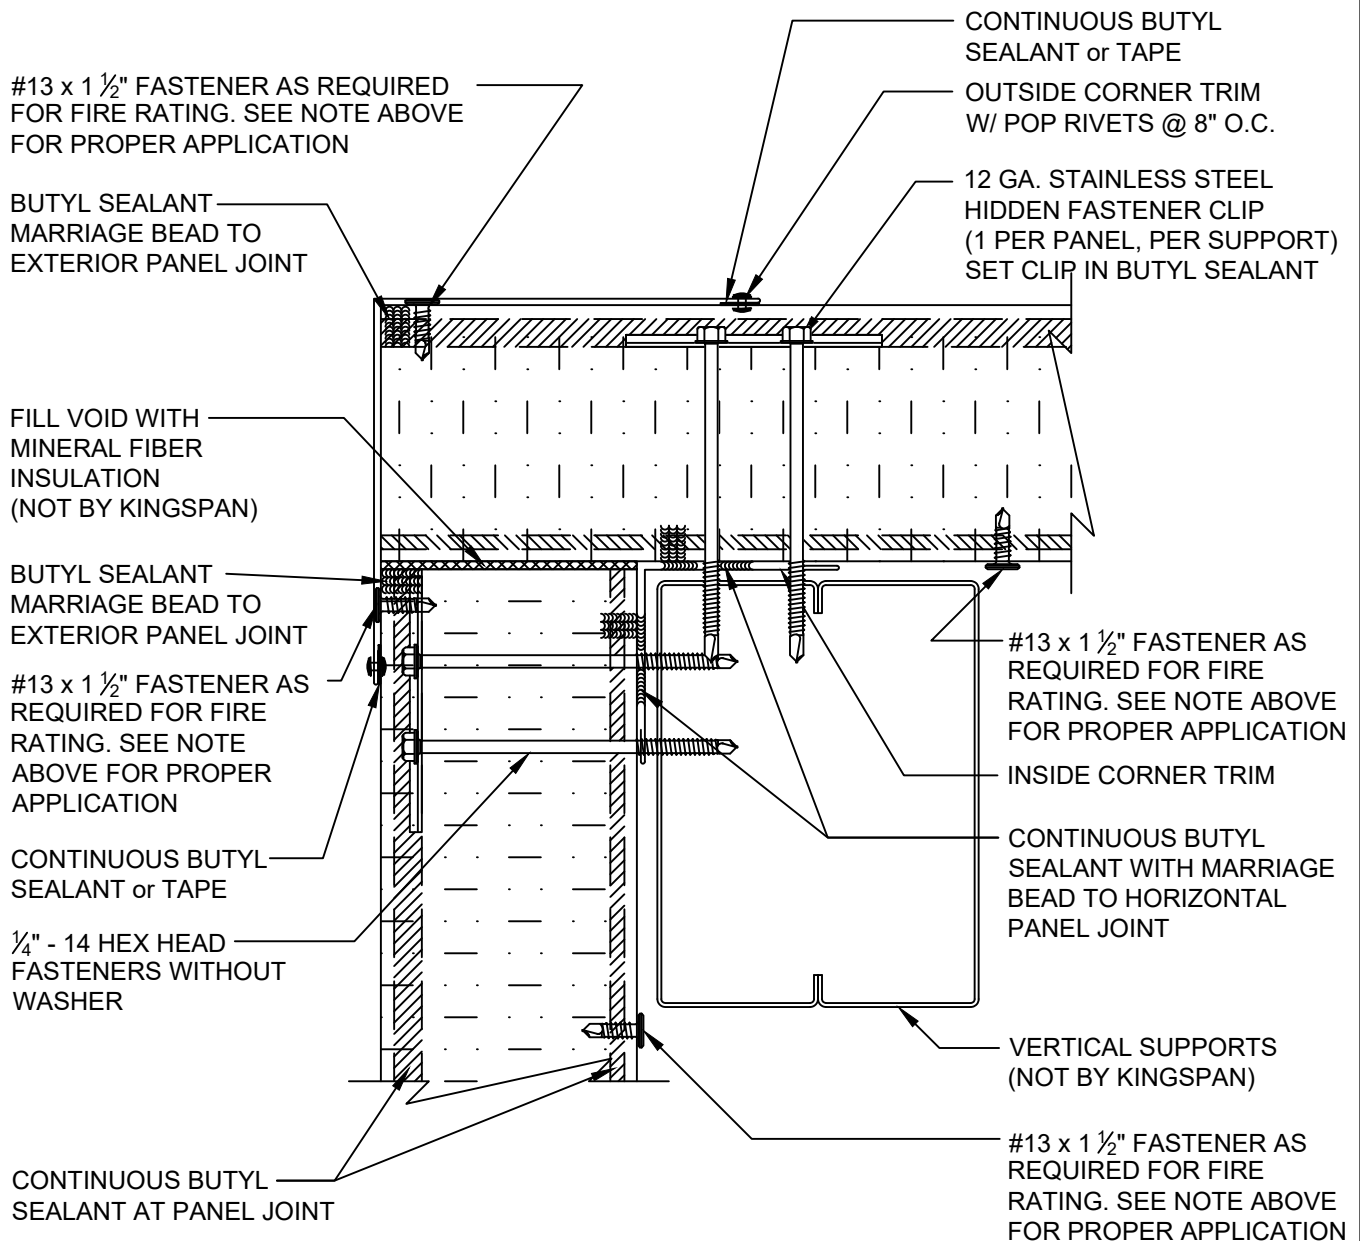 #13 x 1 ½" FASTENER AS REQUIRED
FOR FIRE RATING. SEE NOTE ABOVE
FOR PROPER APPLICATION
BUTYL SEALANT
MARRIAGE BEAD TO
EXTERIOR PANEL JOINT
FILL VOID WITH
MINERAL FIBER
INSULATION
(NOT BY KINGSPAN)
BUTYL SEALANT
MARRIAGE BEAD TO
EXTERIOR PANEL JOINT
#13 x 1 ½" FASTENER AS
REQUIRED FOR FIRE
RATING. SEE NOTE
ABOVE FOR PROPER
APPLICATION
CONTINUOUS BUTYL
SEALANT or TAPE
¼" - 14 HEX HEAD
FASTENERS WITHOUT
WASHER
CONTINUOUS BUTYL
SEALANT AT PANEL JOINT
CONTINUOUS BUTYL
SEALANT or TAPE
OUTSIDE CORNER TRIM
W/ POP RIVETS @ 8" O.C.
12 GA. STAINLESS STEEL
HIDDEN FASTENER CLIP
(1 PER PANEL, PER SUPPORT)
SET CLIP IN BUTYL SEALANT
#13 x 1 ½" FASTENER AS
REQUIRED FOR FIRE
RATING. SEE NOTE ABOVE
FOR PROPER APPLICATION
INSIDE CORNER TRIM
CONTINUOUS BUTYL
SEALANT WITH MARRIAGE
BEAD TO HORIZONTAL
PANEL JOINT
VERTICAL SUPPORTS
(NOT BY KINGSPAN)
#13 x 1 ½" FASTENER AS
REQUIRED FOR FIRE
RATING. SEE NOTE ABOVE
FOR PROPER APPLICATION